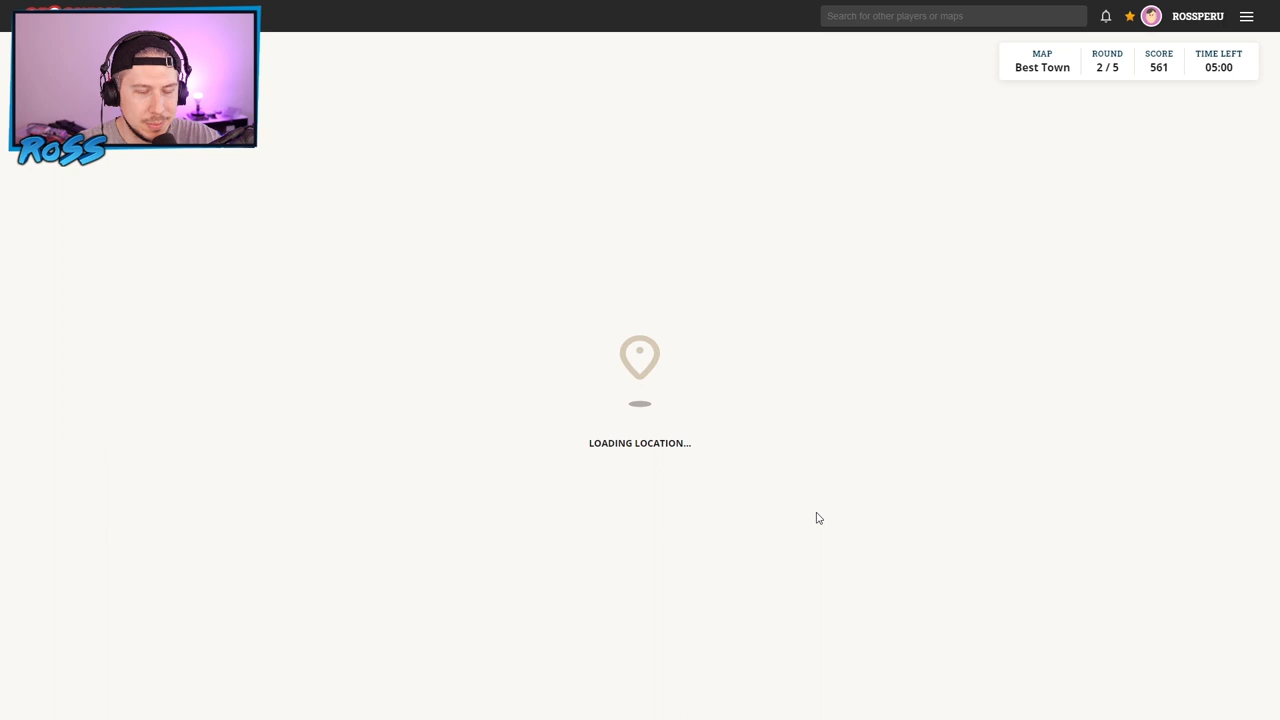 Search for other players or maps
ROSSPERU
MAP
Best Town
ROUND
2 / 5
SCORE
561
TIME LEFT
05:00
RoSS
LOADING LOCATION...